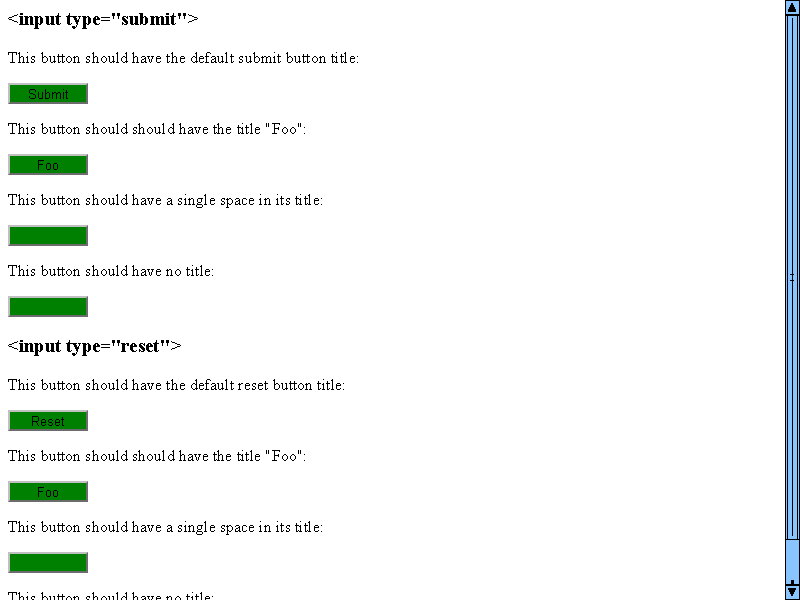 <input type="submit">
This button should have the default submit button title:
Submit
This button should should have the title "Foo":
Foo
This button should have a single space in its title:
This button should have no title:
<input type="reset">
This button should have the default reset button title:
Reset
This button should should have the title "Foo":
Foo
This button should have a single space in its title:
This button should have no title: